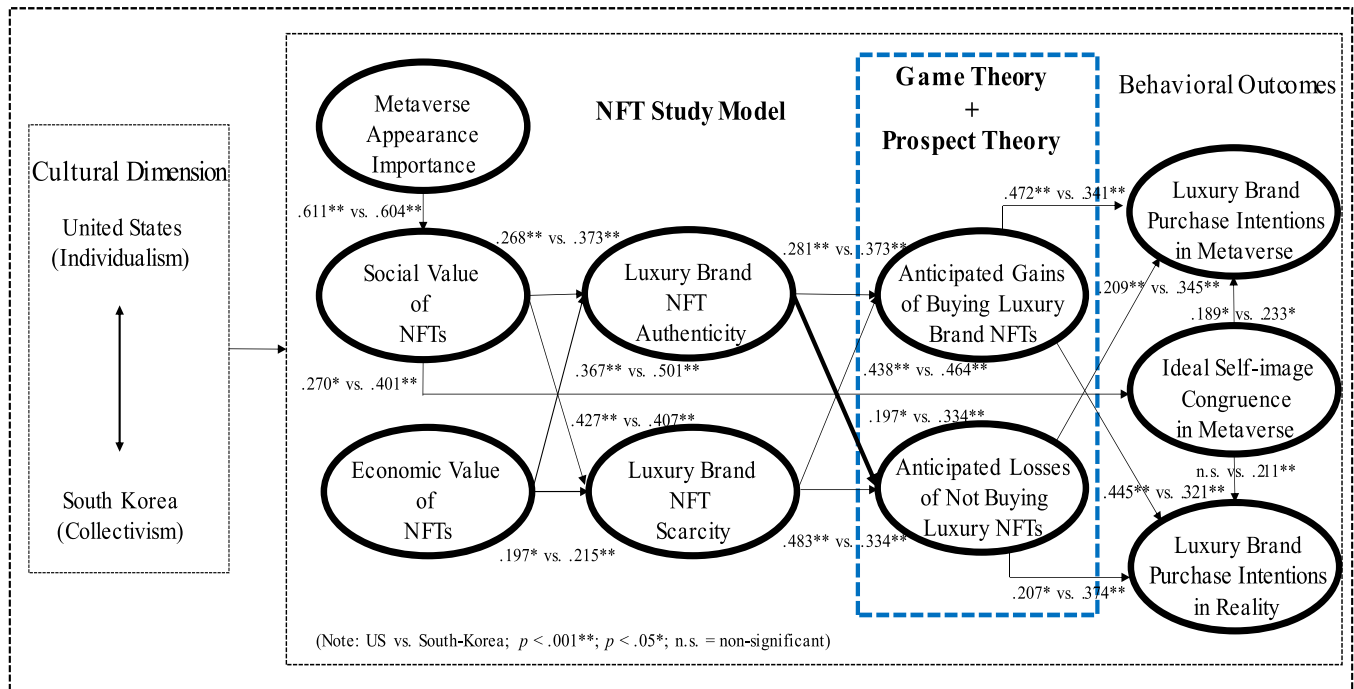 Cultural Dimension
United States
(Individualism)
South Korea
(Collectivism)
NFT Study Model
Game Theory
+
Prospect Theory
Behavioral Outcomes
Metaverse
Appearance
Importance
.611** vs. .604**
Social Value
of
NFTs
.268** vs. .373**
Luxury Brand
NFT
Authenticity
.281** vs. .373**
Anticipated Gains
of Buying Luxury
Brand NFTs
.472** vs. .341**
Luxury Brand
Purchase Intentions
in Metaverse
.209** vs. .345**
.189* vs. .233*
.270* vs. .401**
.367** vs. .501**
.438** vs. .464**
Ideal Self-image
Congruence
in Metaverse
.427** vs. .407**
.197* vs. .334**
Economic Value
of
NFTs
Luxury Brand
NFT
Scarcity
Anticipated Losses
of Not Buying
Luxury NFTs
n.s. vs. .211**
.445** vs. .321**
.197* vs. .215**
.483** vs. .334**
Luxury Brand
Purchase Intentions
in Reality
.207* vs. .374**
(Note: US vs. South-Korea; p < .001**; p < .05*; n.s. = non-significant)